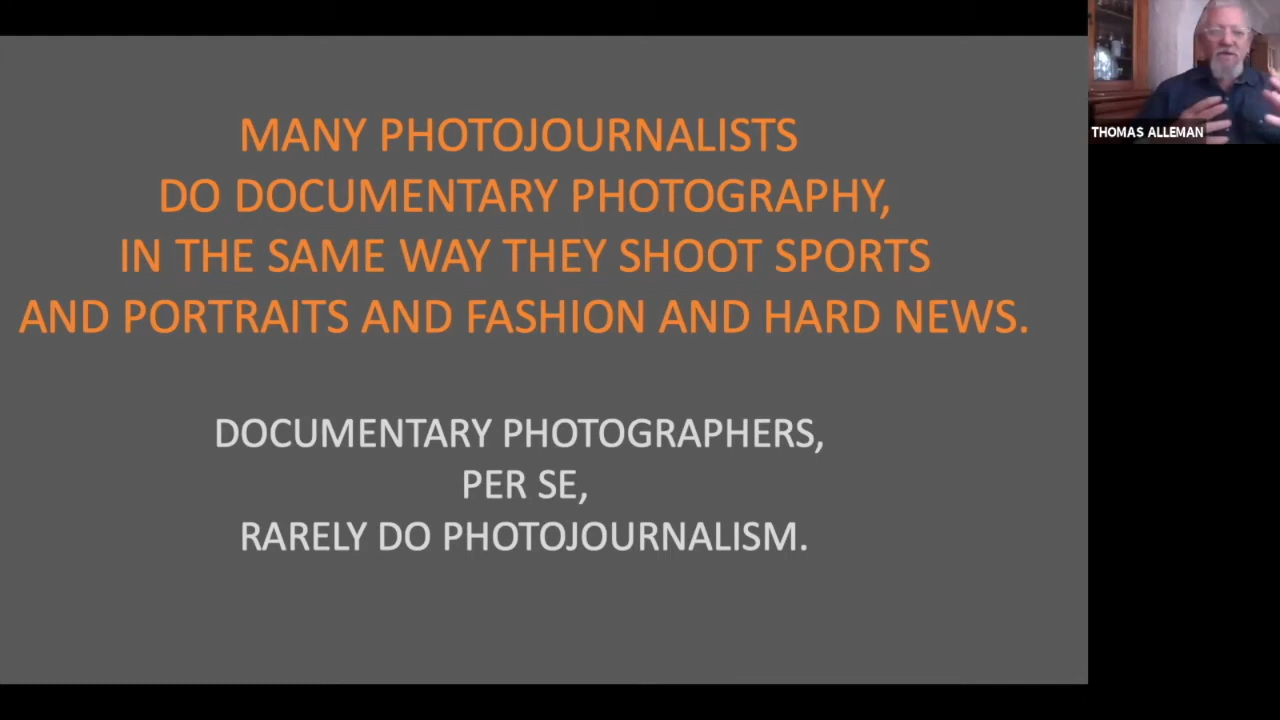 MANY PHOTOJOURNALISTS
DO DOCUMENTARY PHOTOGRAPHY,
IN THE SAME WAY THEY SHOOT SPORTS
AND PORTRAITS AND FASHION AND HARD NEWS.
DOCUMENTARY PHOTOGRAPHERS,
PER SE,
RARELY DO PHOTOJOURNALISM.
THOMAS ALLEMAN